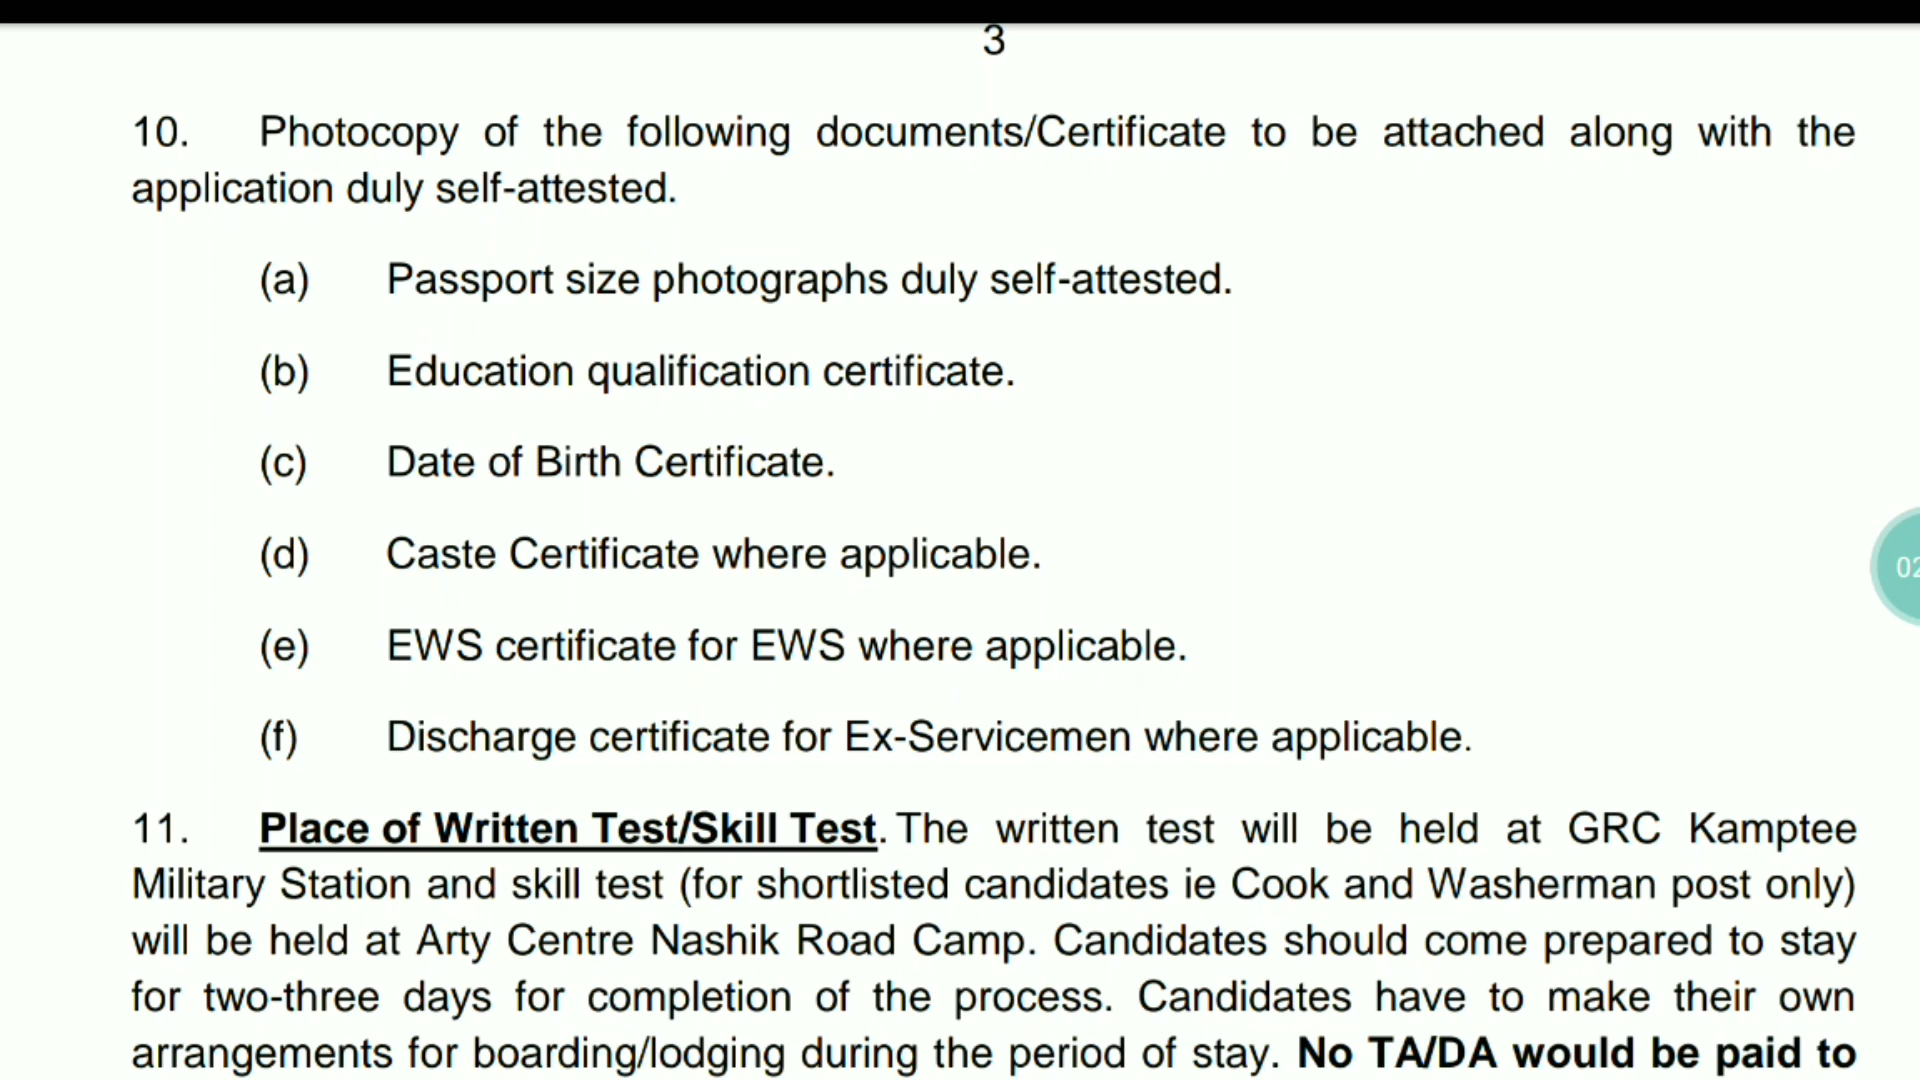 3
10. Photocopy of the following documents/Certificate to be attached along with the
application duly self-attested.
(a) Passport size photographs duly self-attested.
(b) Education qualification certificate.
(c) Date of Birth Certificate.
(d) Caste Certificate where applicable.
(e) EWS certificate for EWS where applicable.
(f) Discharge certificate for Ex-Servicemen where applicable.
11. Place of Written Test/Skill Test. The written test will be held at GRC Kamptee
Military Station and skill test (for shortlisted candidates ie Cook and Washerman post only)
will be held at Arty Centre Nashik Road Camp. Candidates should come prepared to stay
for two-three days for completion of the process. Candidates have to make their own
arrangements for boarding/lodging during the period of stay. No TA/DA would be paid to